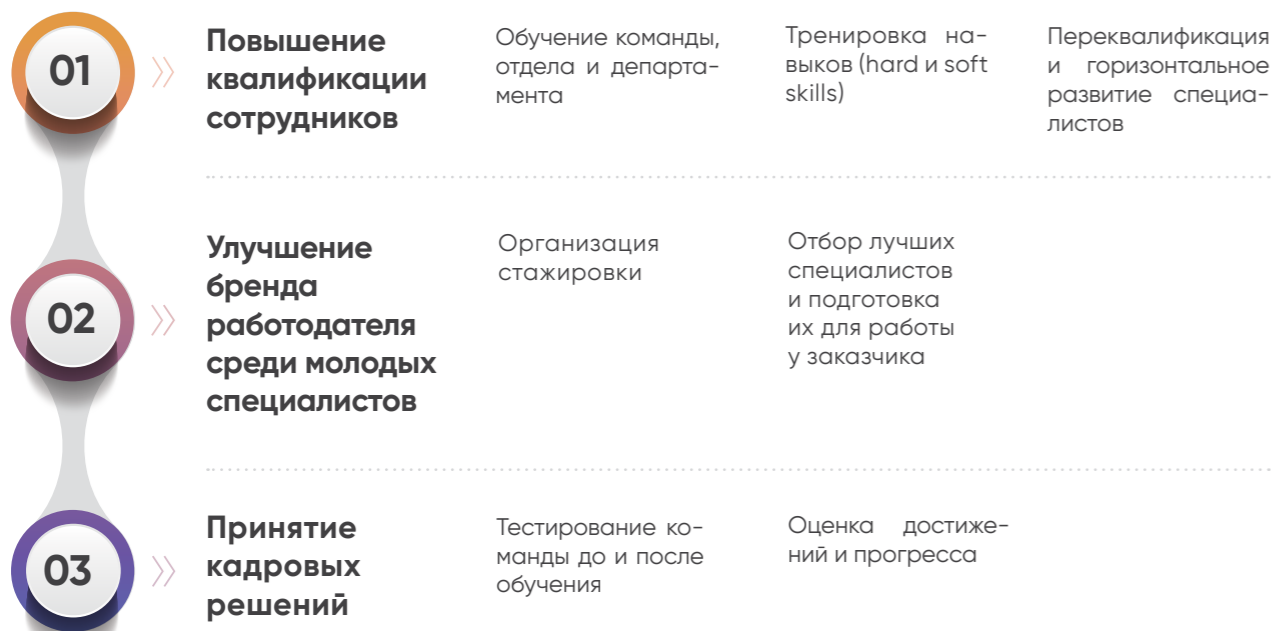 01
Повышение
квалификации
сотрудников
Обучение команды,
отдела и департа-
мента
Тренировка на-
выков (hard и soft
skills)
Переквалификация
и горизонтальное
развитие специа-
листов
02
Улучшение
бренда
работодателя
среди молодых
специалистов
Организация
стажировки
Отбор лучших
специалистов
и подготовка
их для работы
у заказчика
03
Принятие
кадровых
решений
Тестирование ко-
манды до и после
обучения
Оценка достиже-
ний и прогресса